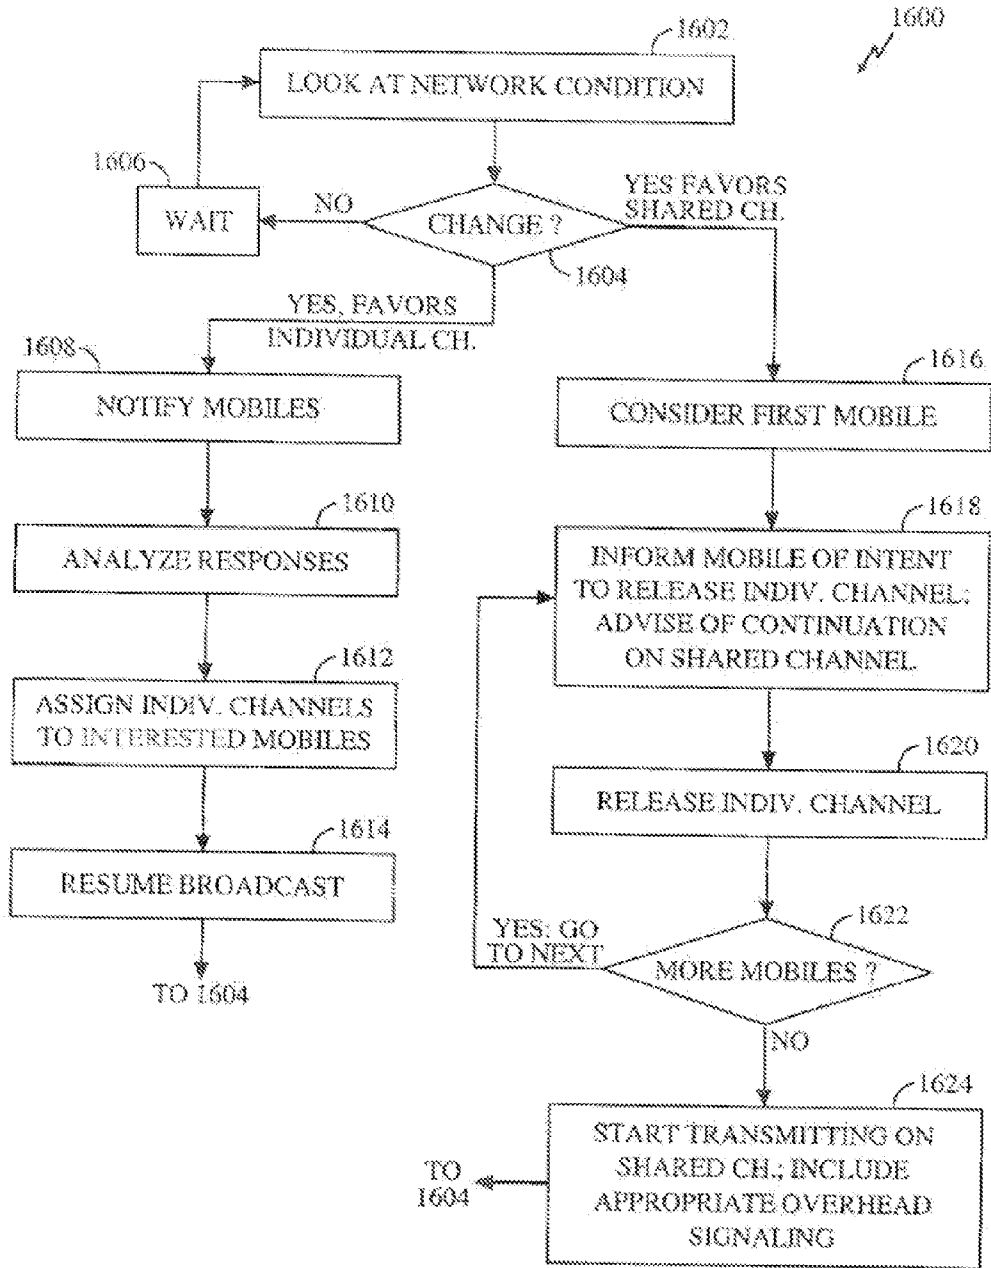 1600
1602
LOOK AT NETWORK CONDITION
1606
WAIT
NO
CHANGE ?
1604
YES FAVORS
SHARED CH.
YES, FAVORS
INDIVIDUAL CH.
1608
NOTIFY MOBILES
1610
ANALYZE RESPONSES
1612
ASSIGN INDIV. CHANNELS
TO INTERESTED MOBILES
1614
RESUME BROADCAST
TO 1604
1616
CONSIDER FIRST MOBILE
1618
INFORM MOBILE OF INTENT
TO RELEASE INDIV. CHANNEL;
ADVISE OF CONTINUATION
ON SHARED CHANNEL
1620
RELEASE INDIV. CHANNEL
1622
MORE MOBILES ?
YES: GO
TO NEXT
NO
1624
START TRANSMITTING ON
SHARED CH.; INCLUDE
APPROPRIATE OVERHEAD
SIGNALING
TO
1604